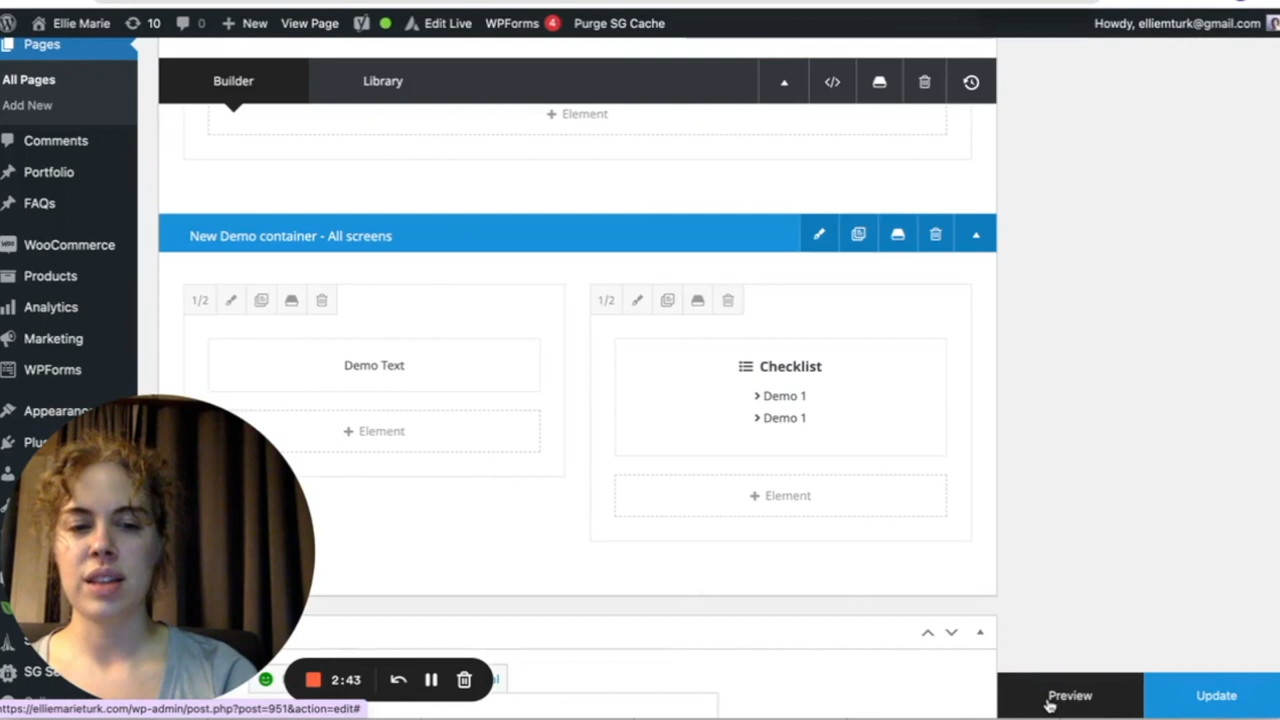 Ellie Marie 10 0 New View Page Edit Live WPForms 4 Purge SG Cache Howdy, elliemturk@gmail.com
Pages
All Pages
Add New
Comments
Portfolio
FAQs
WooCommerce
Products
Analytics
Marketing
WPForms
Appearanc
Plu
SG Se
Builder Library </>
+ Element
New Demo container - All screens
1/2
Demo Text
+ Element
1/2
Checklist
> Demo 1
> Demo 1
+ Element
2:43
Preview Update
https://elliemarieturk.com/wp-admin/post.php?post=951&action=edit#